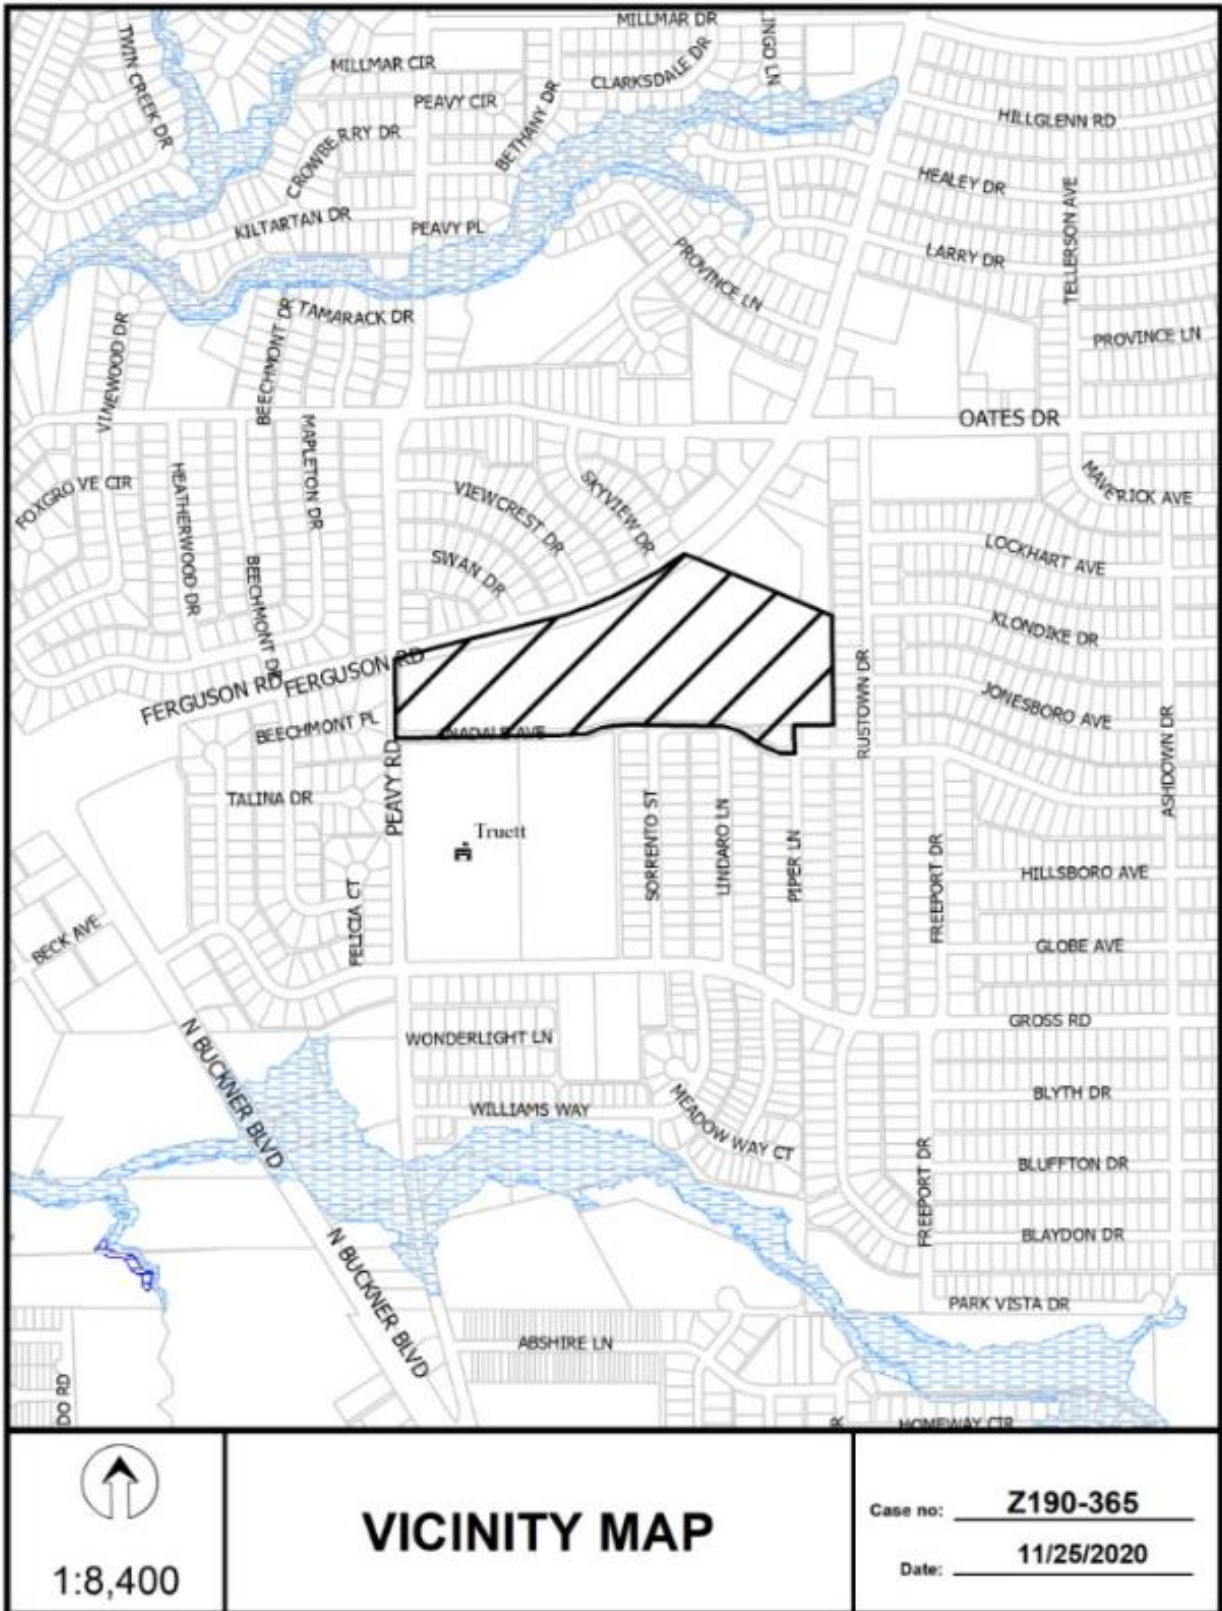 MILLMAR DR
TWIN CREEK DR
MILLMAR CIR
CLARKSDALE DR
INGO LN
PEAVY CIR
BETHANY DR
HILLGLENN RD
CROWBERRY DR
HEALEY DR
TELLERSON AVE
KILTARTAN DR
PEAVY PL
LARRY DR
PROVINCE LN
BEECHMONT DR
TAMARACK DR
VINEWOOD DR
PROVINCE LN
OATES DR
MAPLETON DR
FOXGROVE CIR
HEATHERWOOD DR
VIEWCREST DR
SKYVIEW DR
MAVERICK AVE
LOCKHART AVE
SWAN DR
BEECHMONT DR
KLONDIKE DR
FERGUSON RD
FERGUSON RD
RUSTOWN DR
JONESBORO AVE
BEECHMONT PL
ASHDOWN DR
PEAVY RD
TALINA DR
Truett
SORRENTO ST
LINDARO LN
PIPER LN
FREEPORT DR
HILLSBORO AVE
FELICIA CT
BECK AVE
GLOBE AVE
GROSS RD
N BUCKNER BLVD
WONDERLIGHT LN
WILLIAMS WAY
MEADOW WAY CT
BLYTH DR
FREEPORT DR
BLUFFTON DR
BLAYDON DR
N BUCKNER BLVD
PARK VISTA DR
ABSHIRE LN
DO RD
R
HOMEWAY CIR
1:8,400
VICINITY MAP
Case no: Z190-365
Date: 11/25/2020